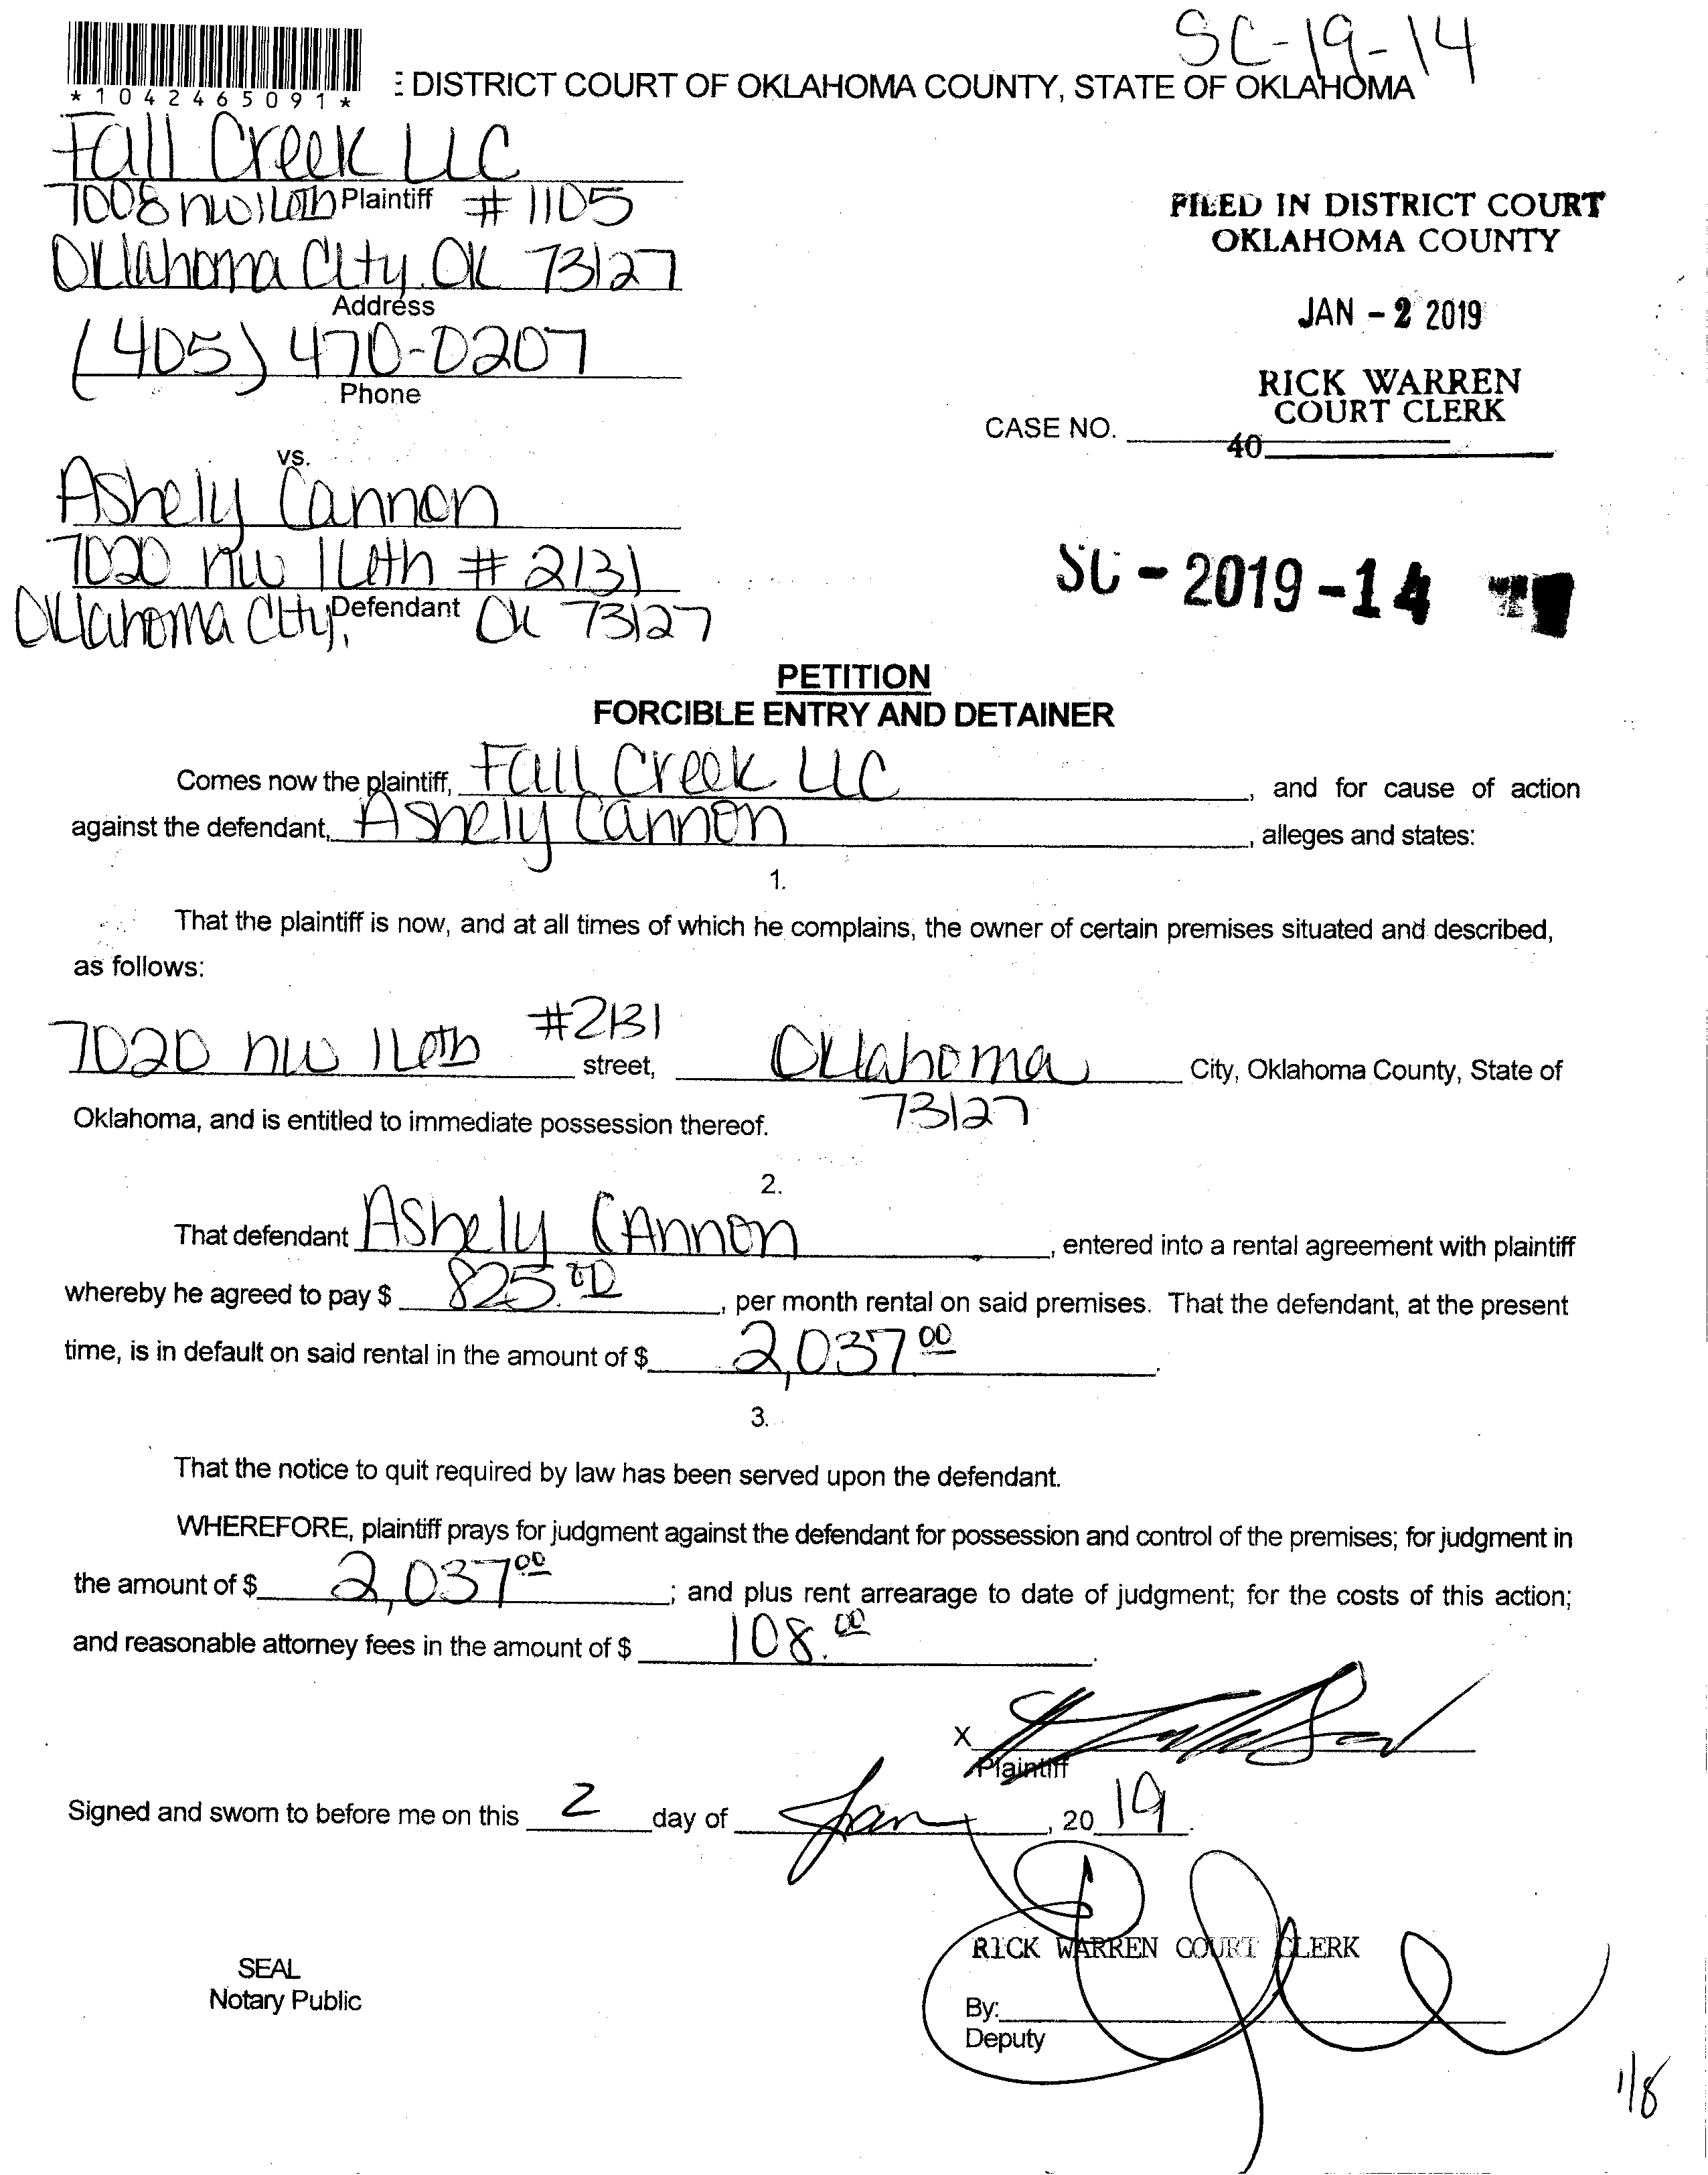 SC-19-14
*1042465091*
E DISTRICT COURT OF OKLAHOMA COUNTY, STATE OF OKLAHOMA
Fall Creek LLC
7008 nw 16th Plaintiff # 1105
Oklahoma City, OK 73127
Address
(405) 470-0207
Phone
FILED IN DISTRICT COURT
OKLAHOMA COUNTY
JAN - 2 2019
RICK WARREN
COURT CLERK
CASE NO.
40
vs.
Ashely Cannon
7020 nw 16th # 2131
Defendant
Oklahoma City, Ok 73127
SC - 2019 - 14
PETITION
FORCIBLE ENTRY AND DETAINER
Comes now the plaintiff, Fall Creek LLC, and for cause of action
against the defendant, Ashely Cannon, alleges and states:
1.
That the plaintiff is now, and at all times of which he complains, the owner of certain premises situated and described,
as follows:
7020 nw 16th #2131 street, Oklahoma City, Oklahoma County, State of
73127
Oklahoma, and is entitled to immediate possession thereof.
2.
That defendant Ashely CAnnon, entered into a rental agreement with plaintiff
whereby he agreed to pay $ 825.00, per month rental on said premises. That the defendant, at the present
time, is in default on said rental in the amount of $ 2,037 00.
3.
That the notice to quit required by law has been served upon the defendant.
WHEREFORE, plaintiff prays for judgment against the defendant for possession and control of the premises; for judgment in
the amount of $ 2,037 00; and plus rent arrearage to date of judgment; for the costs of this action;
and reasonable attorney fees in the amount of $ 108.00.
X
Plaintiff
Signed and sworn to before me on this 2 day of Jan, 20 19.
RICK WARREN COURT CLERK
SEAL
Notary Public
By:
Deputy
1/8